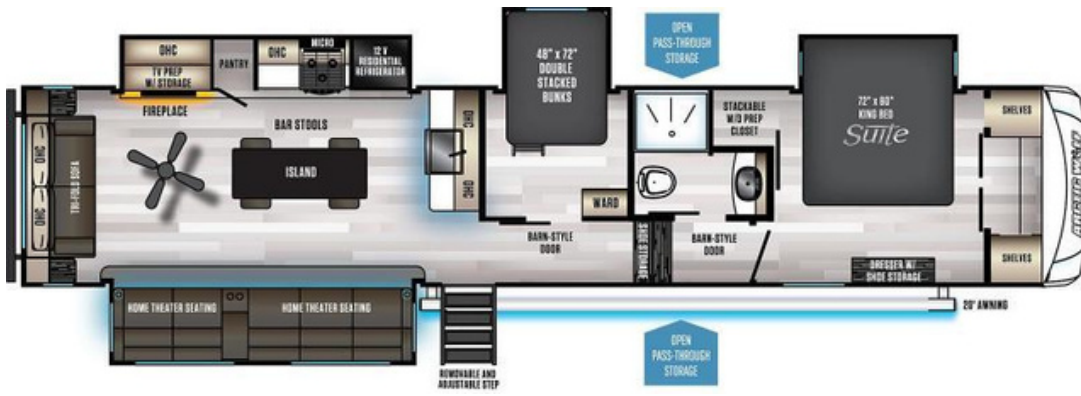 OPEN
PASS-THROUGH
STORAGE
OHC
TV PREP
W/ STORAGE
PANTRY
OHC
MICRO
12 V
RESIDENTIAL
REFRIGERATOR
FIREPLACE
BAR STOOLS
ISLAND
OHC
OHC
TRI-FOLD SOFA
OHC
OHC
48" x 72"
DOUBLE
STACKED
BUNKS
WARD
BARN-STYLE
DOOR
SHOE STORAGE
STACKABLE
W/D PREP
CLOSET
BARN-STYLE
DOOR
72" x 80"
KING BED
Suite
SHELVES
SHELVES
DRESSER W/
SHOE STORAGE
ARCTIC WOLF
HOME THEATER SEATING
HOME THEATER SEATING
REMOVABLE AND
ADJUSTABLE STEP
20' AWNING
OPEN
PASS-THROUGH
STORAGE